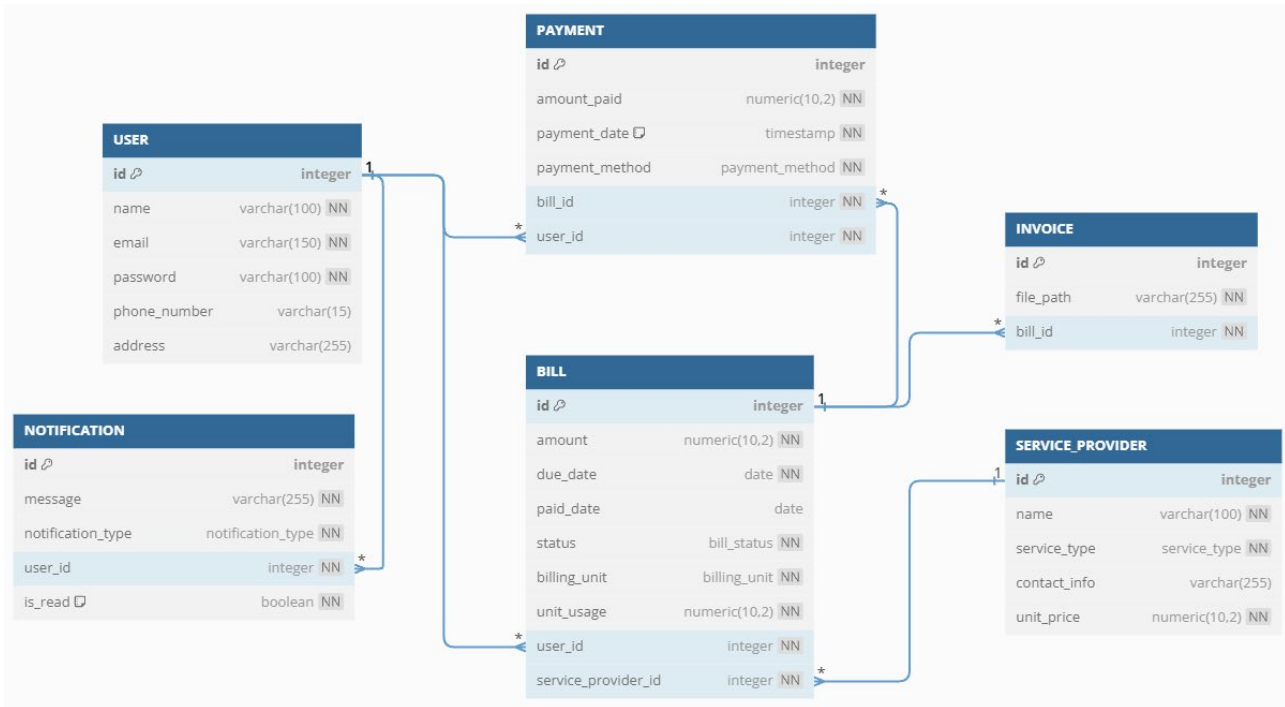 PAYMENT
id integer
amount_paid numeric(10,2) NN
payment_date timestamp NN
payment_method payment_method NN
bill_id integer NN *
* user_id integer NN
USER
id integer 1
name varchar(100) NN
email varchar(150) NN
password varchar(100) NN
phone_number varchar(15)
address varchar(255)
INVOICE
id integer
file_path varchar(255) NN
* bill_id integer NN
BILL
id integer 1
amount numeric(10,2) NN
due_date date NN
paid_date date
status bill_status NN
billing_unit billing_unit NN
unit_usage numeric(10,2) NN
* user_id integer NN
service_provider_id integer NN *
NOTIFICATION
id integer
message varchar(255) NN
notification_type notification_type NN
user_id integer NN *
is_read boolean NN
SERVICE_PROVIDER
1 id integer
name varchar(100) NN
service_type service_type NN
contact_info varchar(255)
unit_price numeric(10,2) NN